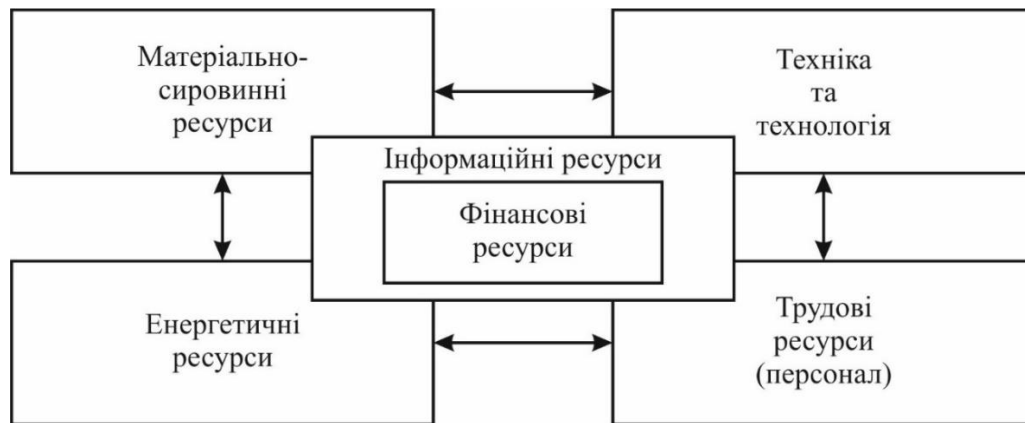 Матеріально-
сировинні
ресурси
Техніка
та
технологія
Інформаційні ресурси
Фінансові
ресурси
Енергетичні
ресурси
Трудові
ресурси
(персонал)